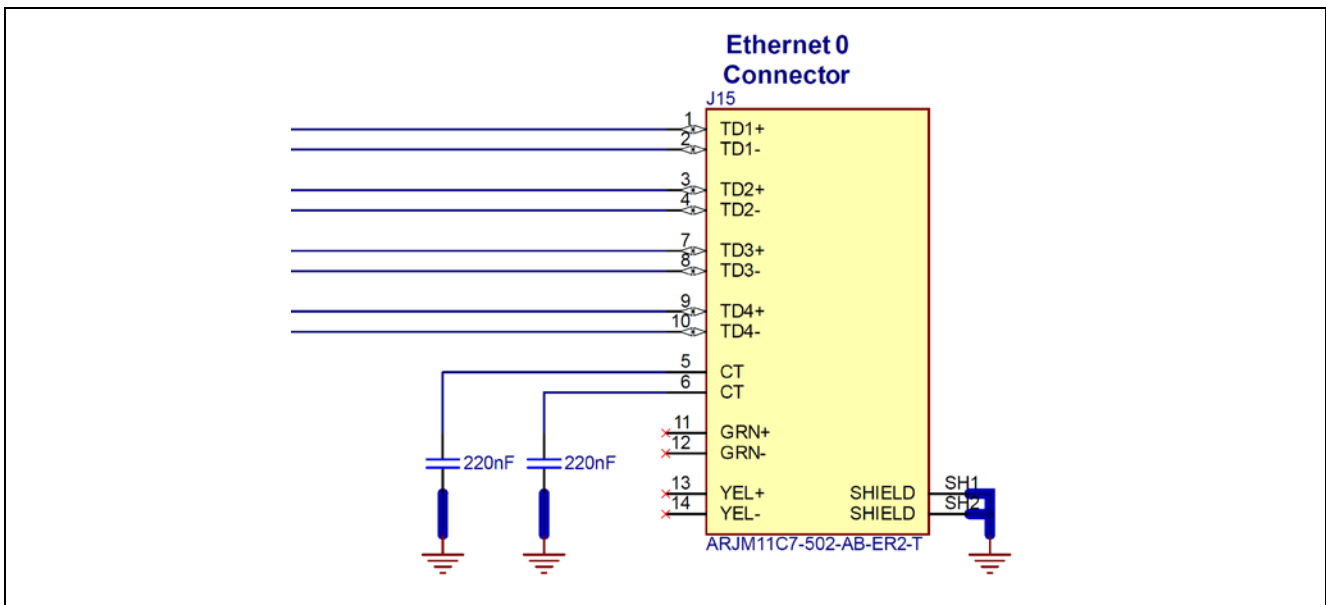 Ethernet 0
Connector
J15
1 TD1+
2 TD1-
3 TD2+
4 TD2-
7 TD3+
8 TD3-
9 TD4+
10 TD4-
5 CT
6 CT
11 GRN+
12 GRN-
220nF 220nF
13 YEL+ SHIELD SH1
14 YEL- SHIELD SH2
ARJM11C7-502-AB-ER2-T